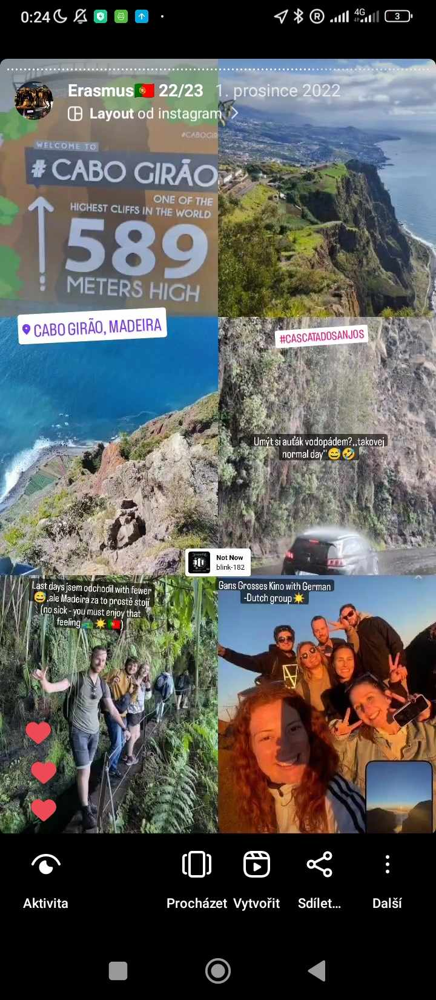 0:24
4G
3
Erasmus🇵🇹 22/23 1. prosince 2022
Layout od instagram
WELCOME TO
# CABO GIRÃO
ONE OF THE
HIGHEST CLIFFS IN THE WORLD
589
METERS HIGH
CABO GIRÃO, MADEIRA
#CASCATADOSANJOS
Umýt si auťák vodopádem?,,takovej
normal day"😅🤣
Not Now
blink-182
Last days jsem odchodil with fewer
😅,ale Madeira za to prostě stojí
(no sick - you must enjoy that
feeling🏞️☀️🇵🇹)
Gans Grosses Kino with German
-Dutch group☀️
Aktivita
Procházet
Vytvořit
Sdílet...
Další